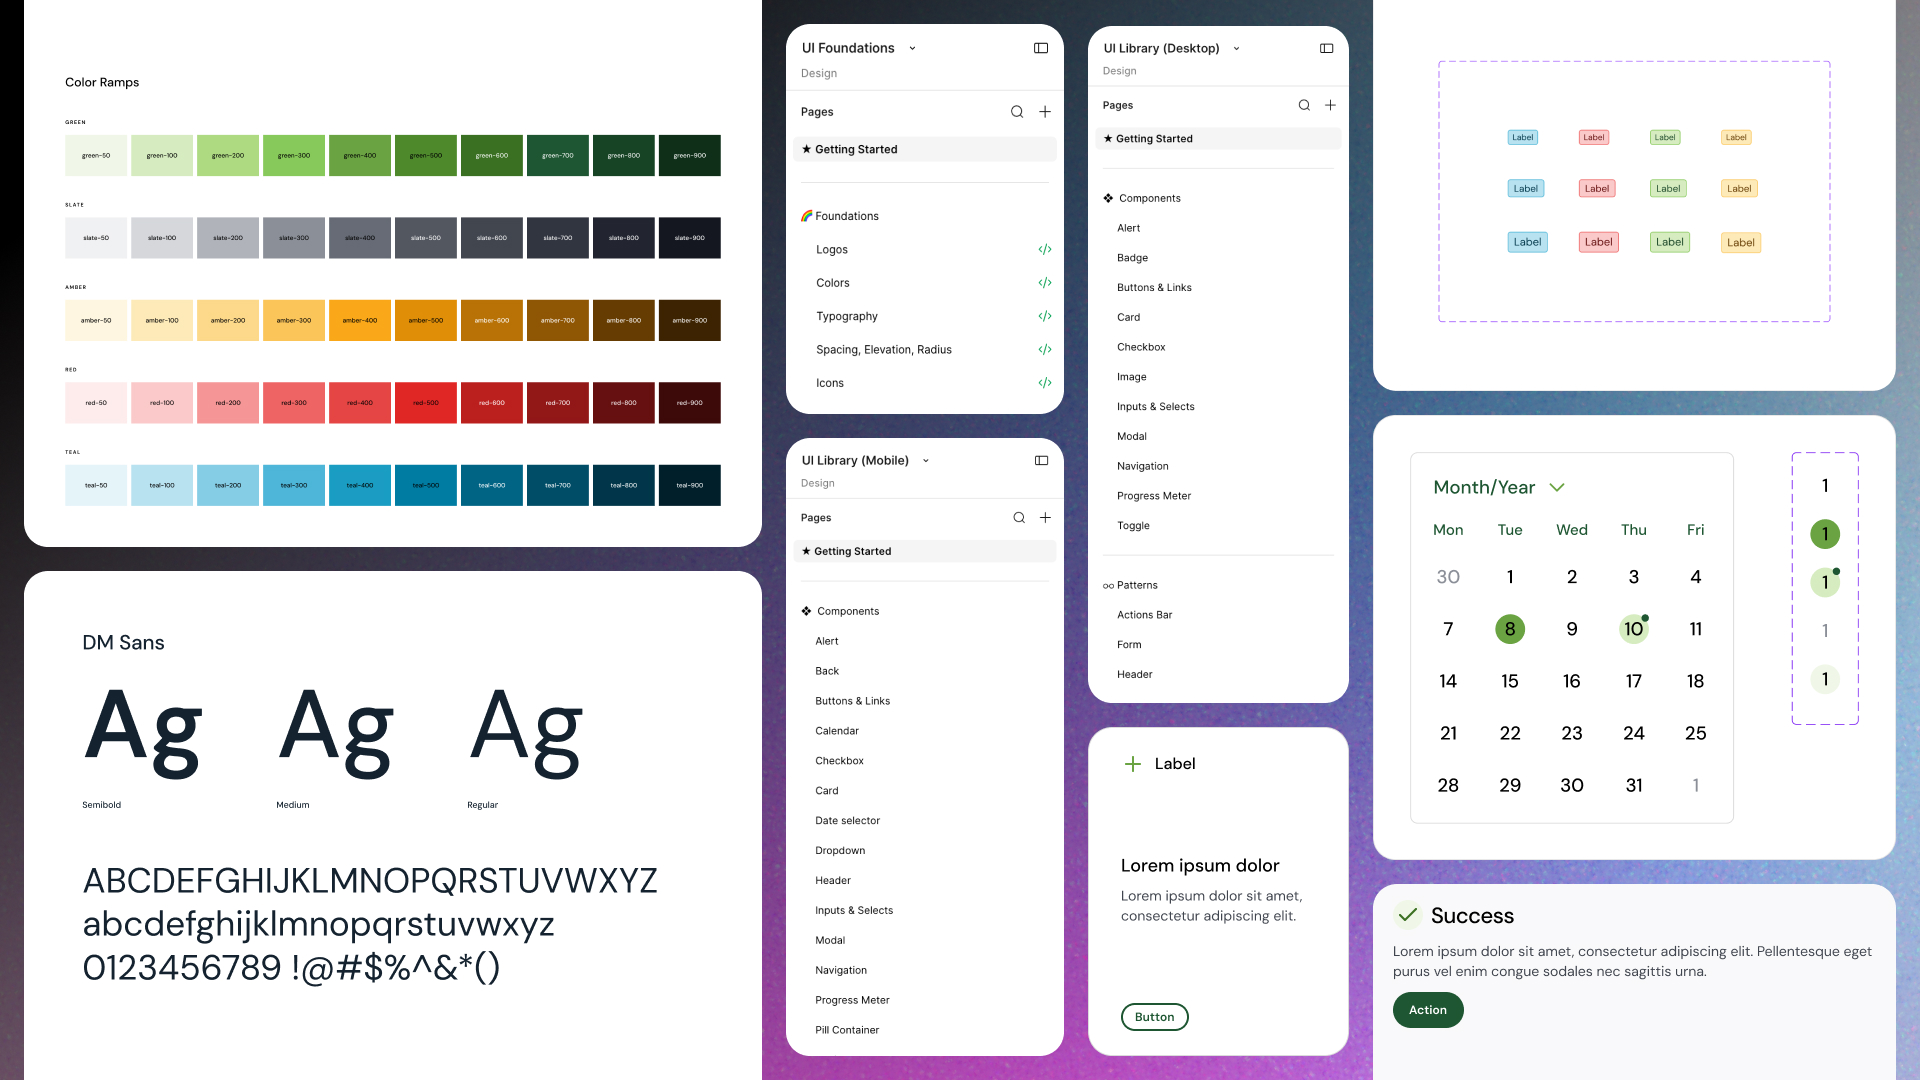 Color Ramps
GREEN
green-50 green-100 green-200 green-300 green-400 green-500 green-600 green-700 green-800 green-900
SLATE
slate-50 slate-100 slate-200 slate-300 slate-400 slate-500 slate-600 slate-700 slate-800 slate-900
AMBER
amber-50 amber-100 amber-200 amber-300 amber-400 amber-500 amber-600 amber-700 amber-800 amber-900
RED
red-50 red-100 red-200 red-300 red-400 red-500 red-600 red-700 red-800 red-900
TEAL
teal-50 teal-100 teal-200 teal-300 teal-400 teal-500 teal-600 teal-700 teal-800 teal-900
DM Sans
Ag Ag Ag
Semibold Medium Regular
ABCDEFGHIJKLMNOPQRSTUVWXYZ
abcdefghijklmnopqrstuvwxyz
0123456789 !@#$%^&*()
UI Foundations
Design
Pages
★ Getting Started
Foundations
Logos </>
Colors </>
Typography </>
Spacing, Elevation, Radius </>
Icons </>
UI Library (Mobile)
Design
Pages
★ Getting Started
Components
Alert
Back
Buttons & Links
Calendar
Checkbox
Card
Date selector
Dropdown
Header
Inputs & Selects
Modal
Navigation
Progress Meter
Pill Container
UI Library (Desktop)
Design
Pages
★ Getting Started
Components
Alert
Badge
Buttons & Links
Card
Checkbox
Image
Inputs & Selects
Modal
Navigation
Progress Meter
Toggle
Patterns
Actions Bar
Form
Header
Label
Lorem ipsum dolor
Lorem ipsum dolor sit amet,
consectetur adipiscing elit.
Button
Label Label Label Label
Label Label Label Label
Label Label Label Label
Month/Year
Mon Tue Wed Thu Fri
30 1 2 3 4
7 8 9 10 11
14 15 16 17 18
21 22 23 24 25
28 29 30 31 1
1
1
1
1
1
Success
Lorem ipsum dolor sit amet, consectetur adipiscing elit. Pellentesque eget
purus vel enim congue sodales nec sagittis urna.
Action